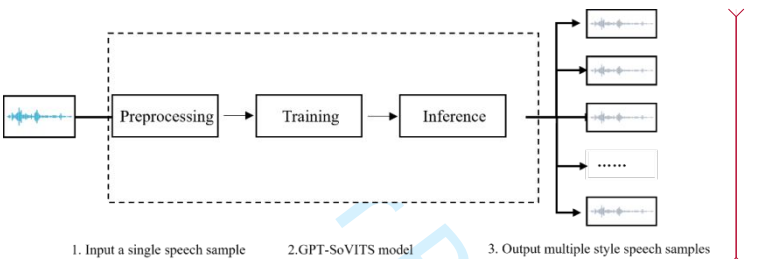 Preprocessing
Training
Inference
......
1. Input a single speech sample
2.GPT-SoVITS model
3. Output multiple style speech samples